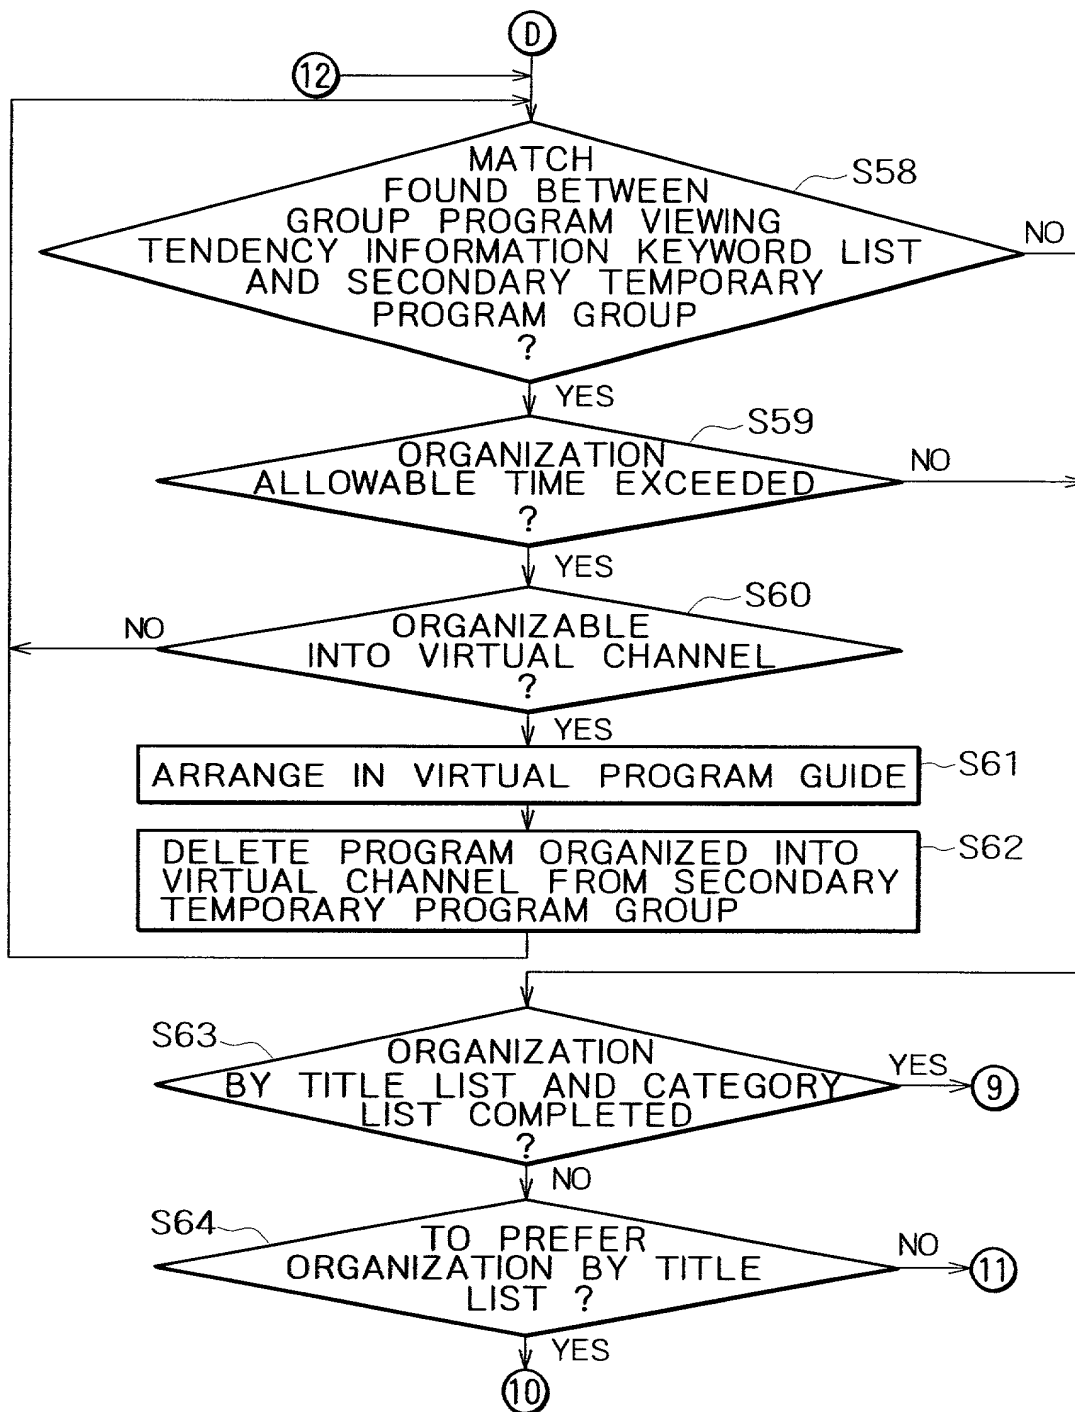 D
12
MATCH
FOUND BETWEEN
GROUP PROGRAM VIEWING
TENDENCY INFORMATION KEYWORD LIST
AND SECONDARY TEMPORARY
PROGRAM GROUP
?
S58
NO
YES
S59
ORGANIZATION
ALLOWABLE TIME EXCEEDED
?
NO
YES
S60
ORGANIZABLE
INTO VIRTUAL CHANNEL
?
NO
YES
ARRANGE IN VIRTUAL PROGRAM GUIDE
S61
DELETE PROGRAM ORGANIZED INTO
VIRTUAL CHANNEL FROM SECONDARY
TEMPORARY PROGRAM GROUP
S62
S63
ORGANIZATION
BY TITLE LIST AND CATEGORY
LIST COMPLETED
?
YES
9
NO
S64
TO PREFER
ORGANIZATION BY TITLE
LIST ?
NO
11
YES
10